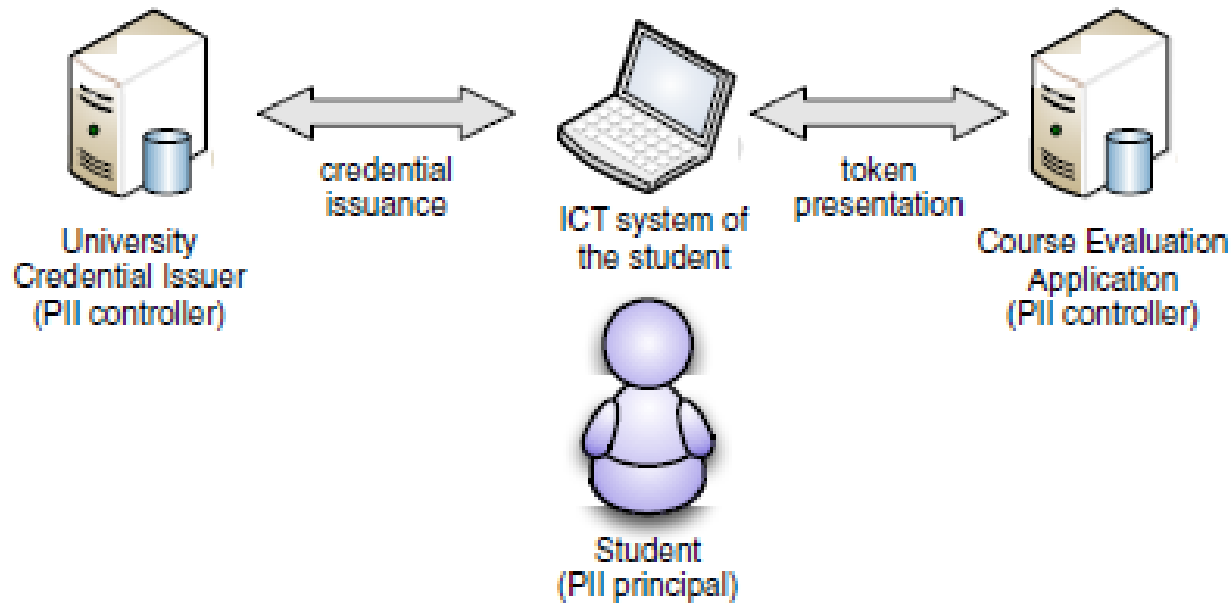 University
Credential Issuer
(PII controller)
credential
issuance
ICT system of
the student
token
presentation
Course Evaluation
Application
(PII controller)
Student
(PII principal)